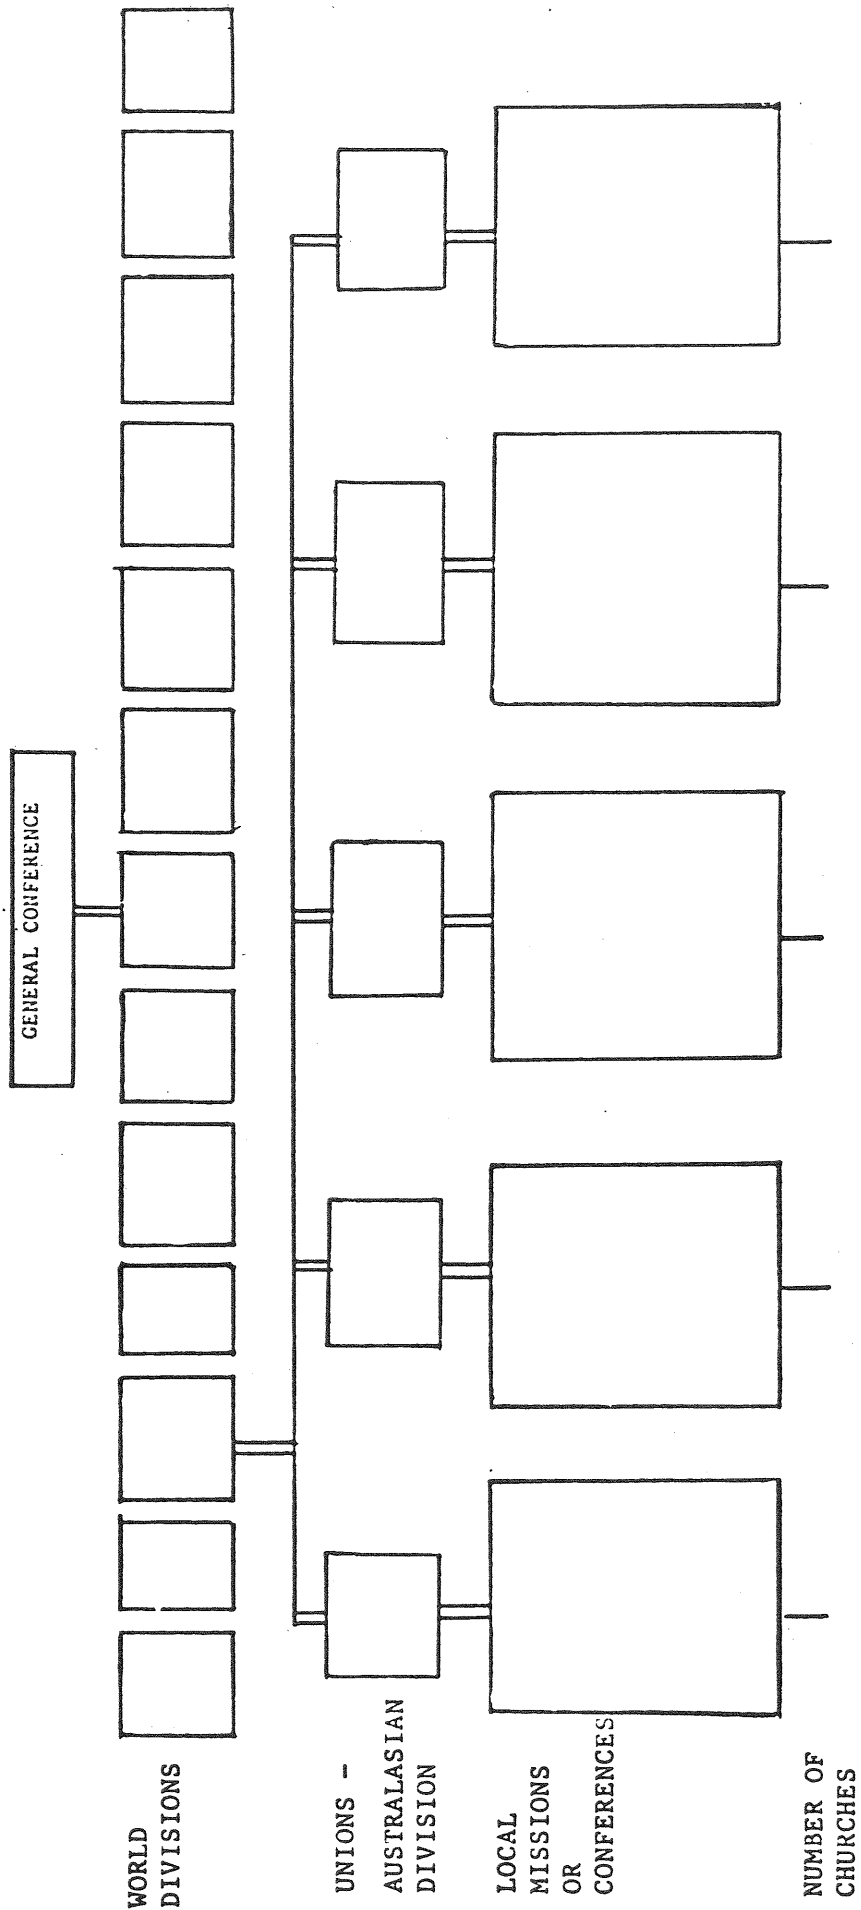 GENERAL CONFERENCE
WORLD
DIVISIONS
UNIONS -
AUSTRALASIAN
DIVISION
LOCAL
MISSIONS
OR
CONFERENCES
NUMBER OF
CHURCHES